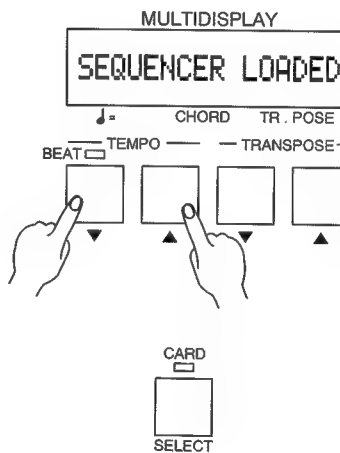 MULTIDISPLAY
SEQUENCER LOADED
♩= CHORD TR. POSE
TEMPO TRANSPOSE
BEAT
▼ ▲ ▼ ▲
CARD
SELECT